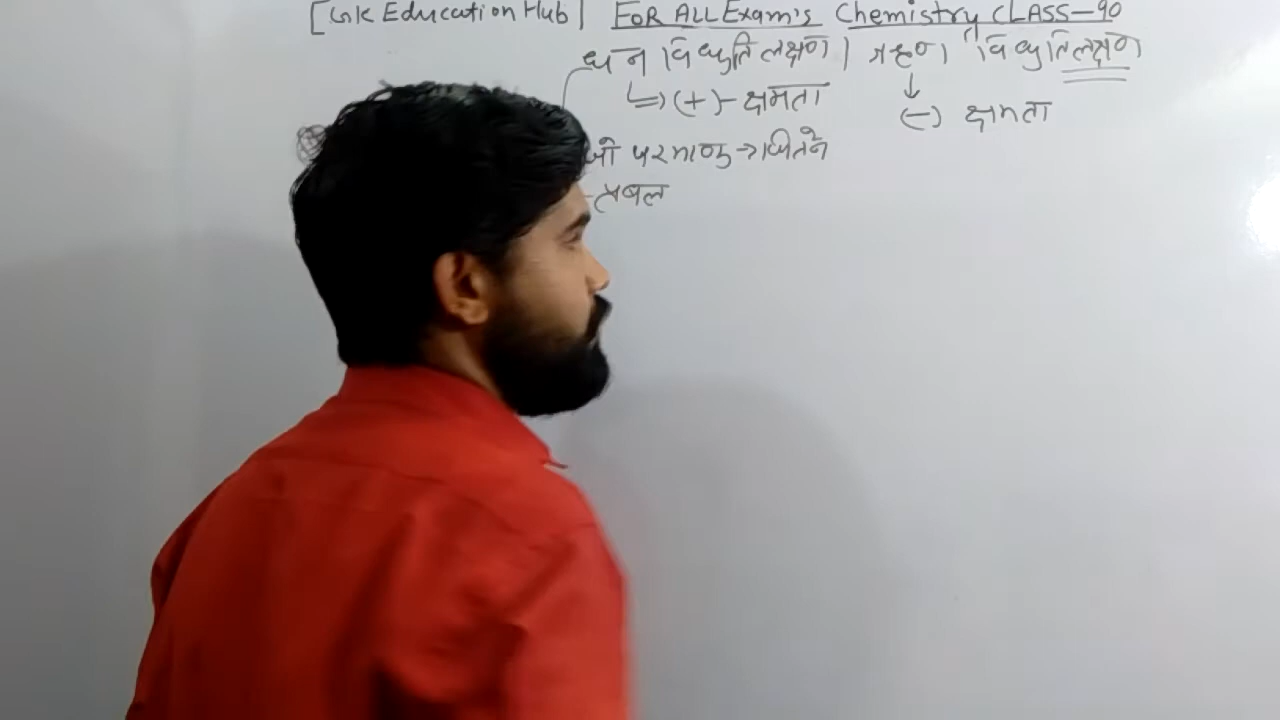 [GK Education Hub] FOR ALL Exam's Chemistry CLASS-90
धन विधुति लक्षण | ऋण विधुति लक्षण
↳(+)- क्षमता ↓ (-) क्षमता
जो परमाणु → जितने
प्रबल